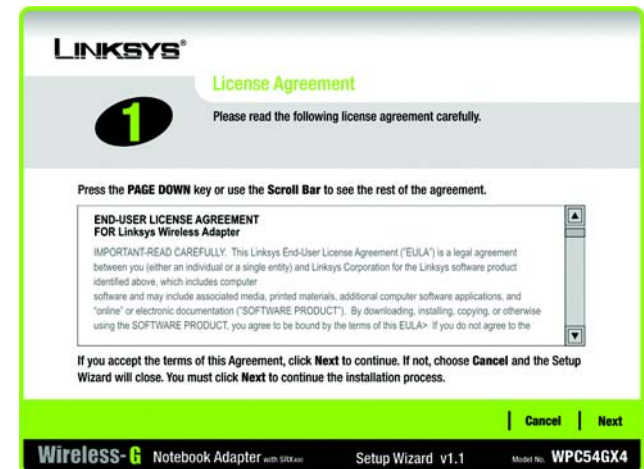 LINKSYS®
License Agreement
1
Please read the following license agreement carefully.
Press the PAGE DOWN key or use the Scroll Bar to see the rest of the agreement.
END-USER LICENSE AGREEMENT
FOR Linksys Wireless Adapter
IMPORTANT-READ CAREFULLY. This Linksys End-User License Agreement ("EULA") is a legal agreement
between you (either an individual or a single entity) and Linksys Corporation for the Linksys software product
identified above, which includes computer
software and may include associated media, printed materials, additional computer software applications, and
"online" or electronic documentation ("SOFTWARE PRODUCT"). By downloading, installing, copying, or otherwise
using the SOFTWARE PRODUCT, you agree to be bound by the terms of this EULA> If you do not agree to the
If you accept the terms of this Agreement, click Next to continue. If not, choose Cancel and the Setup
Wizard will close. You must click Next to continue the installation process.
Cancel Next
Wireless-G Notebook Adapter with SRX400 Setup Wizard v1.1 Model No. WPC54GX4